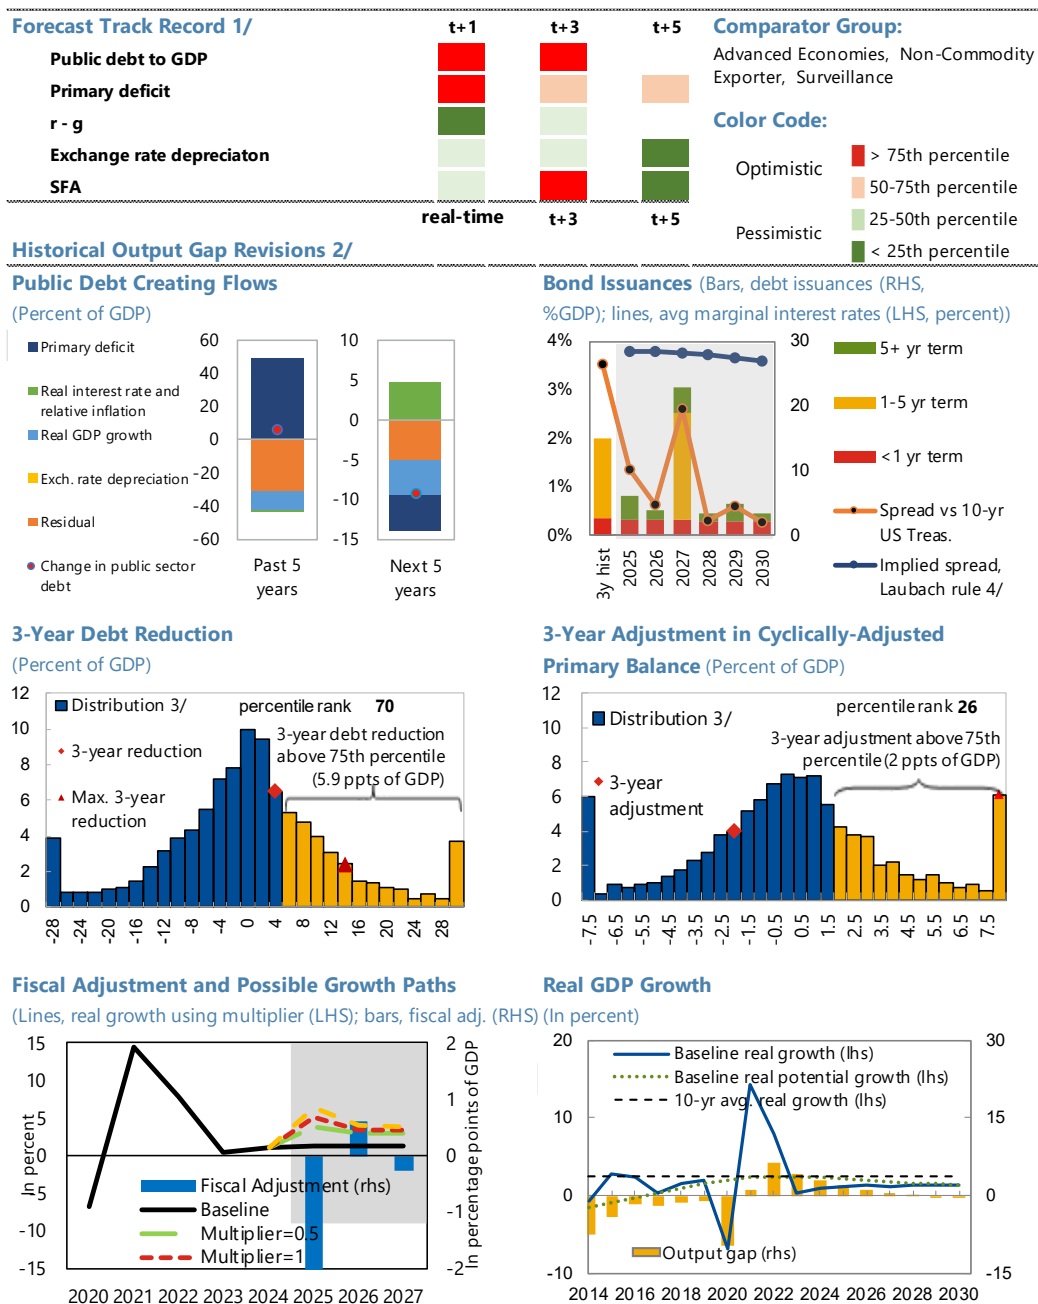 Forecast Track Record 1/ t+1 t+3 t+5 Comparator Group:
Public debt to GDP
Advanced Economies, Non-Commodity
Exporter, Surveillance
Primary deficit
r - g
Color Code:
Exchange rate depreciaton
SFA
Optimistic
> 75th percentile
50-75th percentile
25-50th percentile
Pessimistic
< 25th percentile
real-time t+3 t+5
Historical Output Gap Revisions 2/
Public Debt Creating Flows
(Percent of GDP)
Primary deficit
Real interest rate and
relative inflation
Real GDP growth
Exch. rate depreciation
Residual
Change in public sector
debt
60
40
20
0
-20
-40
-60
Past 5
years
10
5
0
-5
-10
-15
Next 5
years
Bond Issuances (Bars, debt issuances (RHS,
%GDP); lines, avg marginal interest rates (LHS, percent))
4%
3%
2%
1%
0%
30
20
10
0
3y hist 2025 2026 2027 2028 2029 2030
5+ yr term
1-5 yr term
<1 yr term
Spread vs 10-yr
US Treas.
Implied spread,
Laubach rule 4/
3-Year Debt Reduction
(Percent of GDP)
12
10
8
6
4
2
0
Distribution 3/
3-year reduction
Max. 3-year
reduction
percentile rank 70
3-year debt reduction
above 75th percentile
(5.9 ppts of GDP)
-28 -24 -20 -16 -12 -8 -4 0 4 8 12 16 20 24 28
3-Year Adjustment in Cyclically-Adjusted
Primary Balance (Percent of GDP)
12
10
8
6
4
2
0
Distribution 3/
3-year
adjustment
percentile rank 26
3-year adjustment above 75th
percentile (2 ppts of GDP)
-7.5 -6.5 -5.5 -4.5 -3.5 -2.5 -1.5 -0.5 0.5 1.5 2.5 3.5 4.5 5.5 6.5 7.5
Fiscal Adjustment and Possible Growth Paths
(Lines, real growth using multiplier (LHS); bars, fiscal adj. (RHS)
In percent
15
10
5
0
-5
-10
-15
2
1
0
-1
-2
In percentage points of GDP
Fiscal Adjustment (rhs)
Baseline
Multiplier=0.5
Multiplier=1
2020 2021 2022 2023 2024 2025 2026 2027
Real GDP Growth
(In percent)
20
10
0
-10
30
15
0
-15
Baseline real growth (lhs)
Baseline real potential growth (lhs)
10-yr avg. real growth (lhs)
Output gap (rhs)
2014 2016 2018 2020 2022 2024 2026 2028 2030